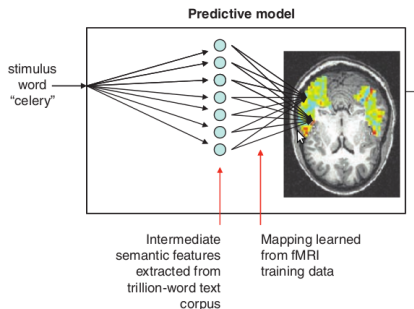 Predictive model
stimulus
word
“celery”
Intermediate
semantic features
extracted from
trillion-word text
corpus
Mapping learned
from fMRI
training data